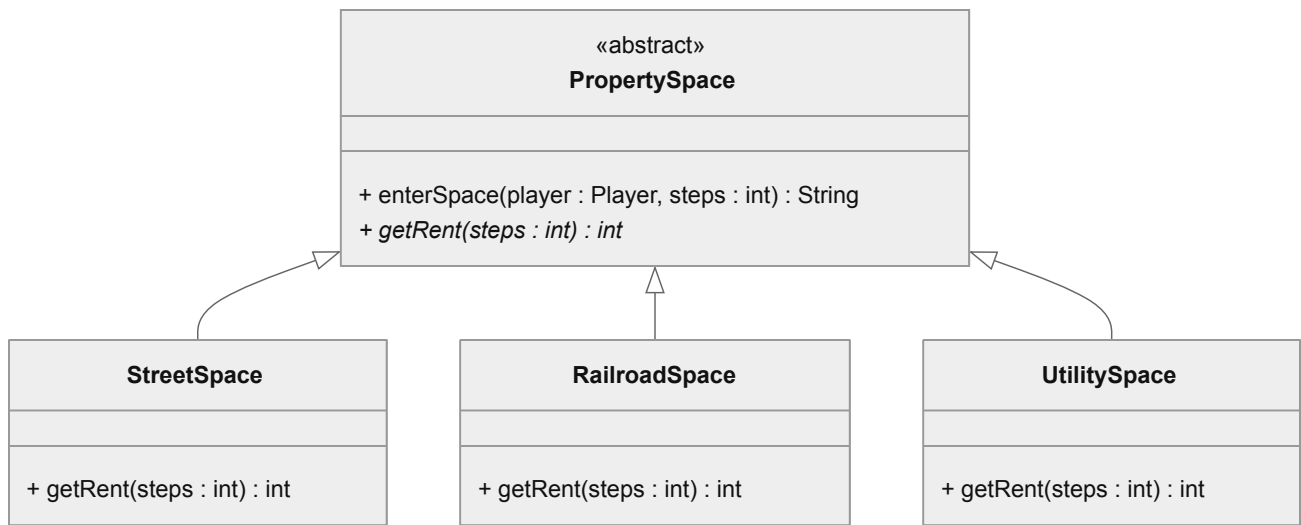 «abstract»
PropertySpace
+ enterSpace(player : Player, steps : int) : String
+ getRent(steps : int) : int
StreetSpace
+ getRent(steps : int) : int
RailroadSpace
+ getRent(steps : int) : int
UtilitySpace
+ getRent(steps : int) : int